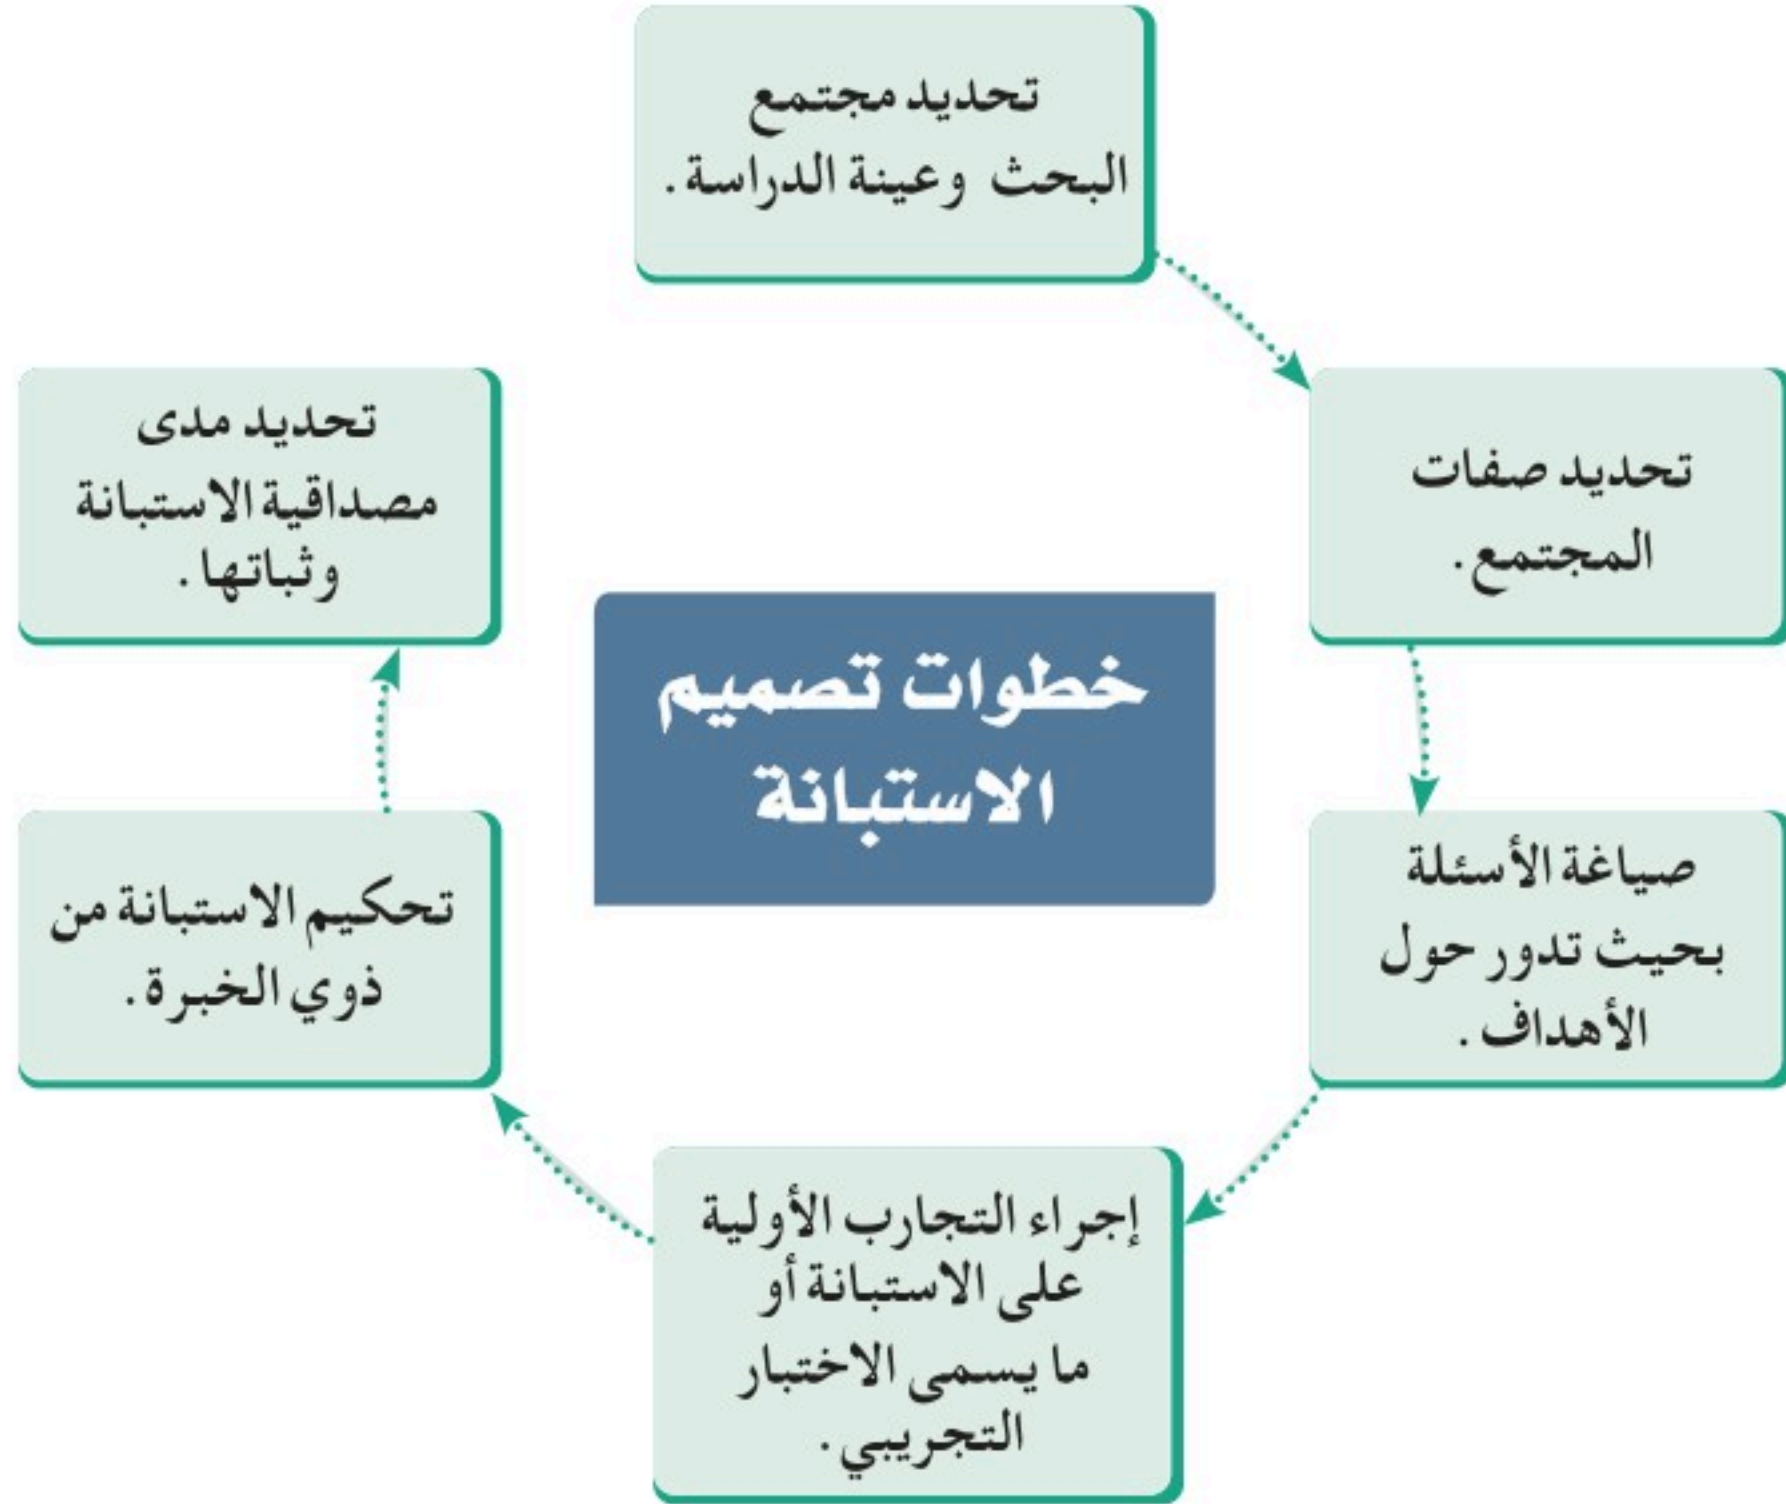 خطوات تصميم
الاستبانة
تحديد مجتمع
البحث وعينة الدراسة.
تحديد صفات
المجتمع.
صياغة الأسئلة
بحيث تدور حول
الأهداف.
إجراء التجارب الأولية
على الاستبانة أو
ما يسمى الاختبار
التجريبي.
تحكيم الاستبانة من
ذوي الخبرة.
تحديد مدى
مصداقية الاستبانة
وثباتها.